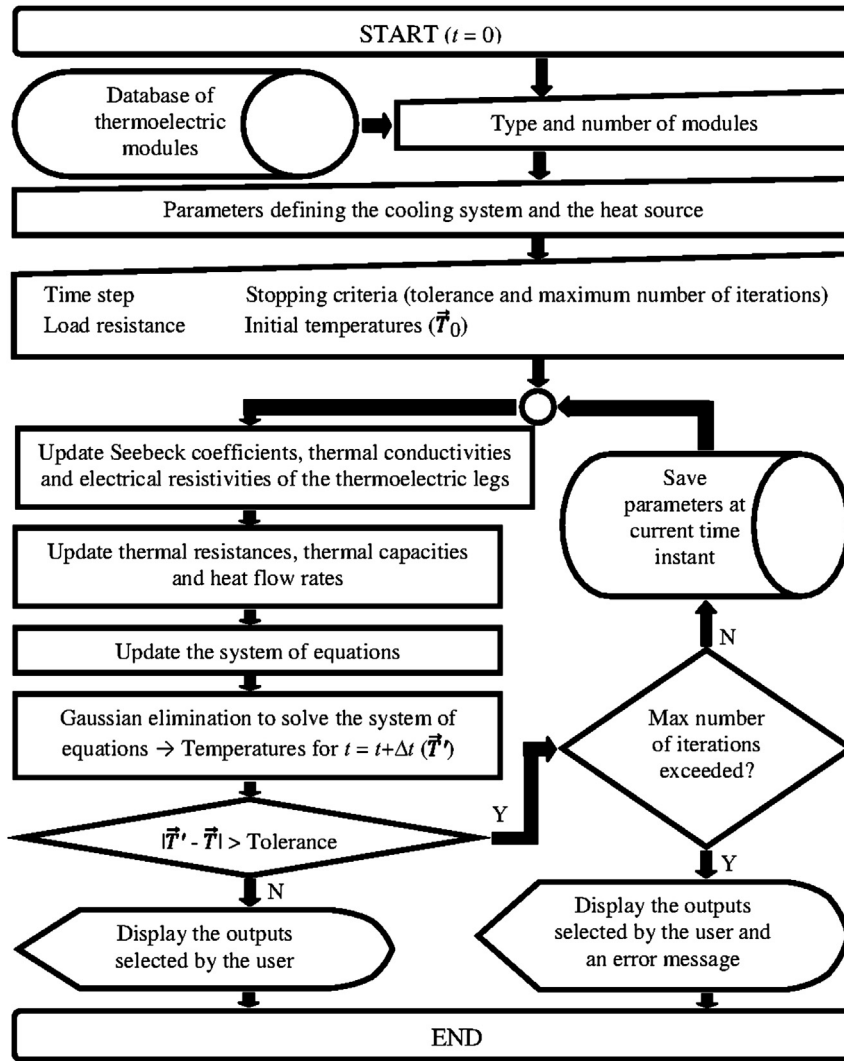 START (t = 0)
Database of
thermoelectric
modules
Type and number of modules
Parameters defining the cooling system and the heat source
Time step Stopping criteria (tolerance and maximum number of iterations)
Load resistance Initial temperatures (T⃗0)
Update Seebeck coefficients, thermal conductivities
and electrical resistivities of the thermoelectric legs
Save
parameters at
current time
instant
Update thermal resistances, thermal capacities
and heat flow rates
Update the system of equations
N
Gaussian elimination to solve the system of
equations → Temperatures for t = t+Δt (T⃗')
Max number
of iterations
exceeded?
Y
|T⃗' - T⃗| > Tolerance
N
Y
Display the outputs
selected by the user
Display the outputs
selected by the user and
an error message
END